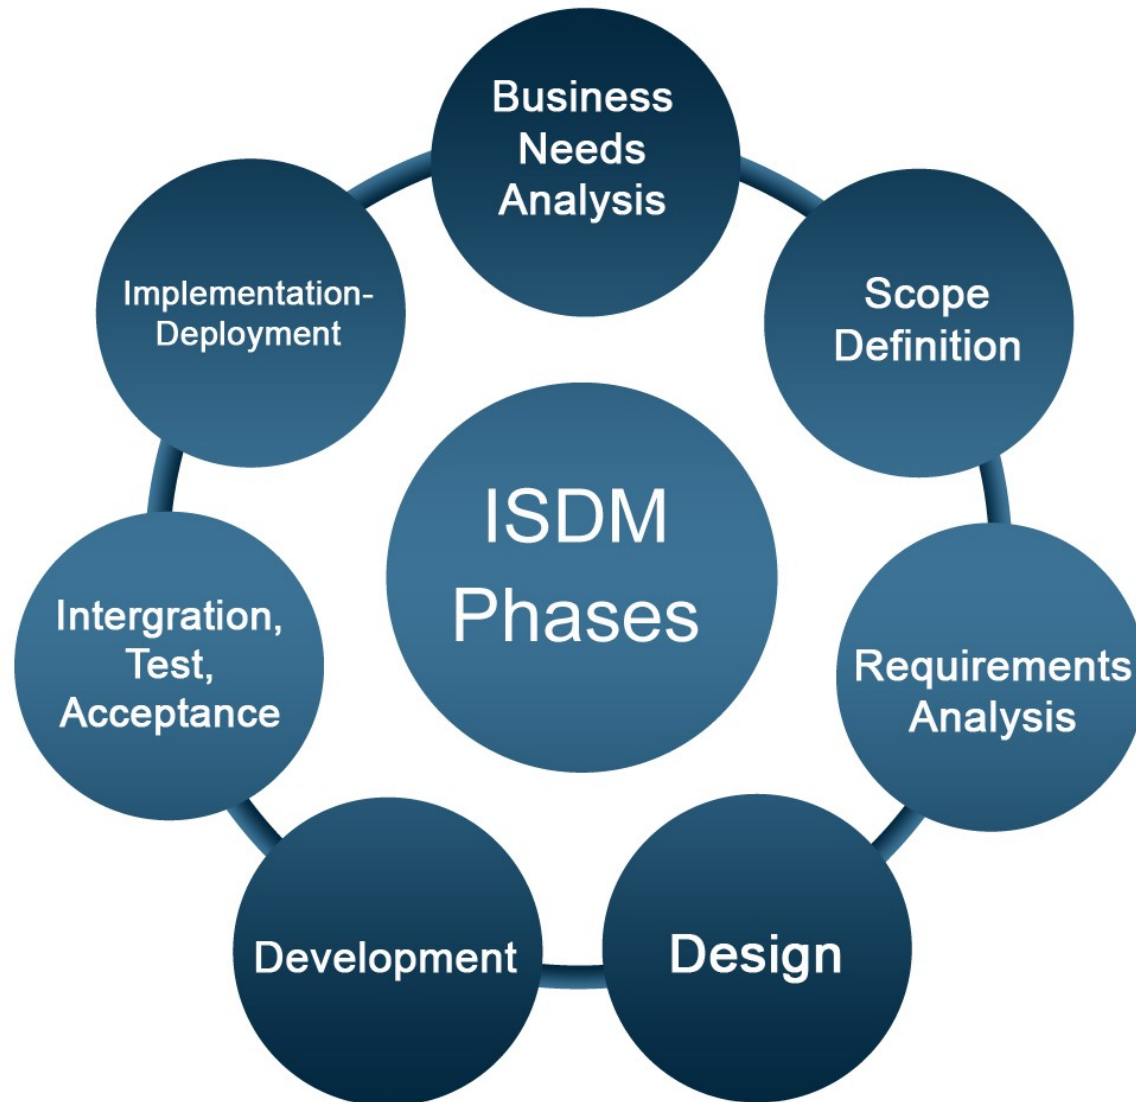 Business
Needs
Analysis
Scope
Definition
Requirements
Analysis
Design
Development
Intergration,
Test,
Acceptance
Implementation-
Deployment
ISDM
Phases